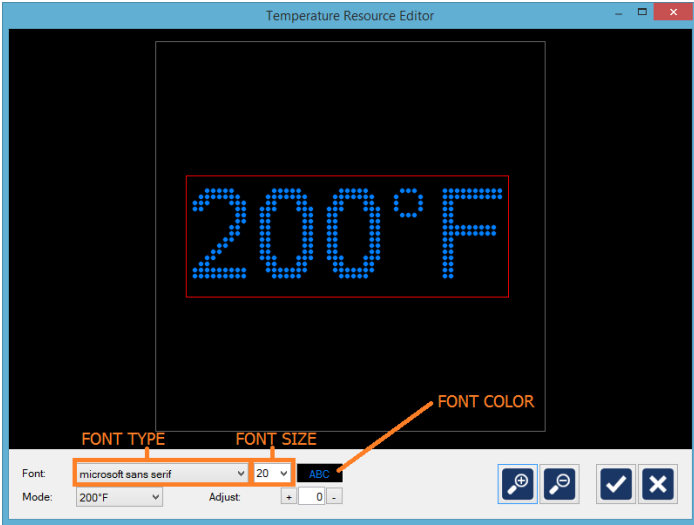 Temperature Resource Editor
200°F
FONT COLOR
FONT TYPE FONT SIZE
Font: microsoft sans serif 20 ABC
Mode: 200°F Adjust: + 0 -